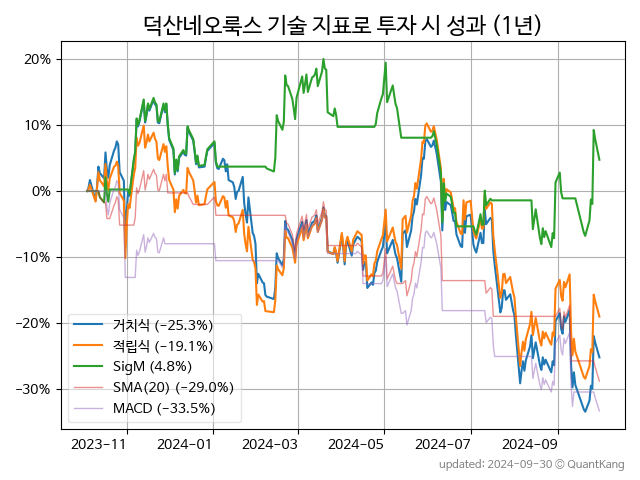 덕산네오룩스 기술 지표로 투자 시 성과 (1년)
20%
10%
0%
−10%
−20%
−30%
거치식 (−25.3%)
적립식 (−19.1%)
SigM (4.8%)
SMA(20) (−29.0%)
MACD (−33.5%)
2023-11 2024-01 2024-03 2024-05 2024-07 2024-09
updated: 2024-09-30 © QuantKang